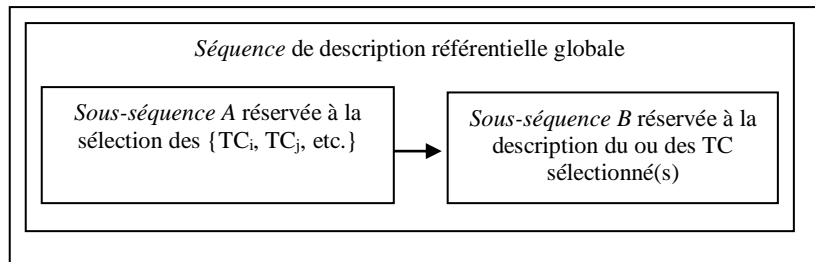 Séquence de description référentielle globale
Sous-séquence A réservée à la
sélection des {TCi, TCj, etc.}
Sous-séquence B réservée à la
description du ou des TC
sélectionné(s)